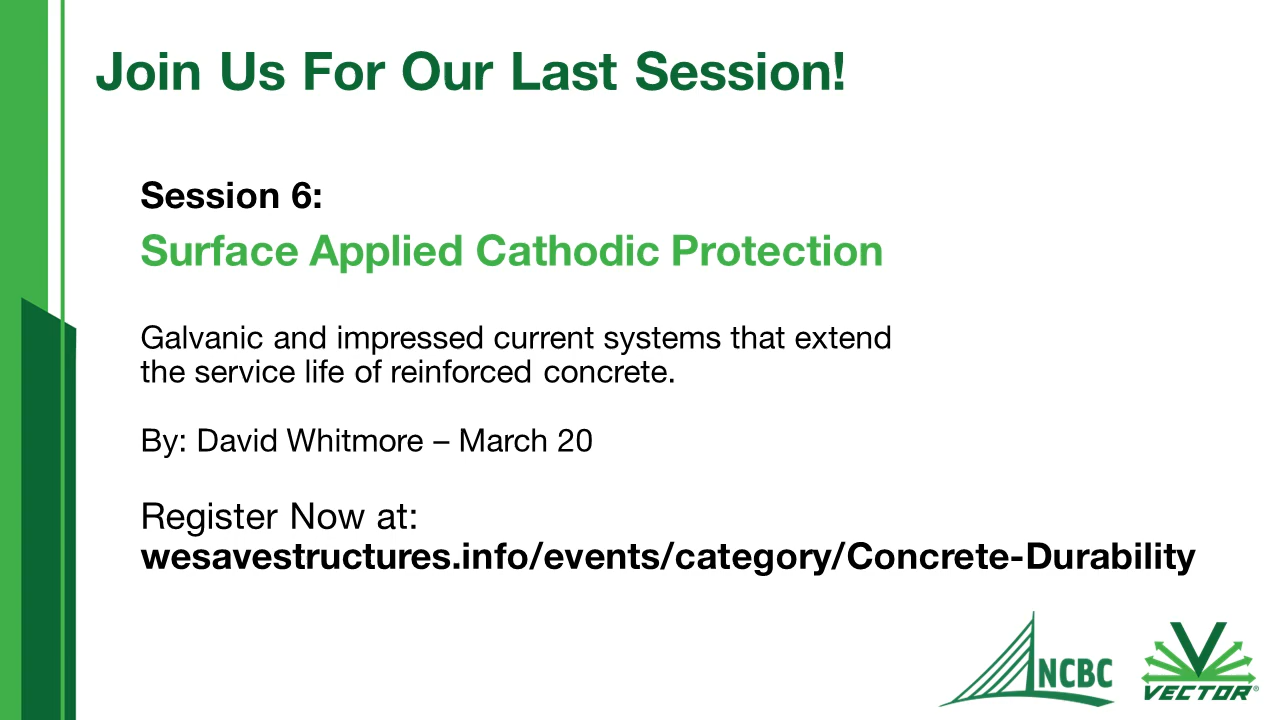 Join Us For Our Last Session!
Session 6:
Surface Applied Cathodic Protection
Galvanic and impressed current systems that extend
the service life of reinforced concrete.
By: David Whitmore – March 20
Register Now at:
wesavestructures.info/events/category/Concrete-Durability
NCBC
V
VECTOR®